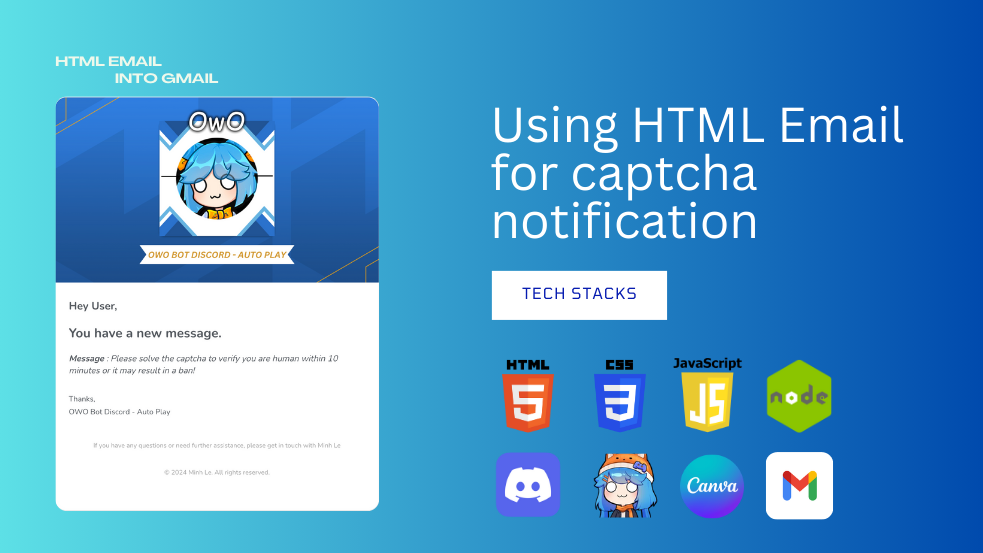 HTML EMAIL
INTO GMAIL
OwO
OWO BOT DISCORD - AUTO PLAY
Hey User,
You have a new message.
Message : Please solve the captcha to verify you are human within 10
minutes or it may result in a ban!
Thanks,
OWO Bot Discord - Auto Play
If you have any questions or need further assistance, please get in touch with Minh Le
© 2024 Minh Le. All rights reserved.
Using HTML Email
for captcha
notification
TECH STACKS
HTML
5
CSS
3
JavaScript
JS
node
Canva